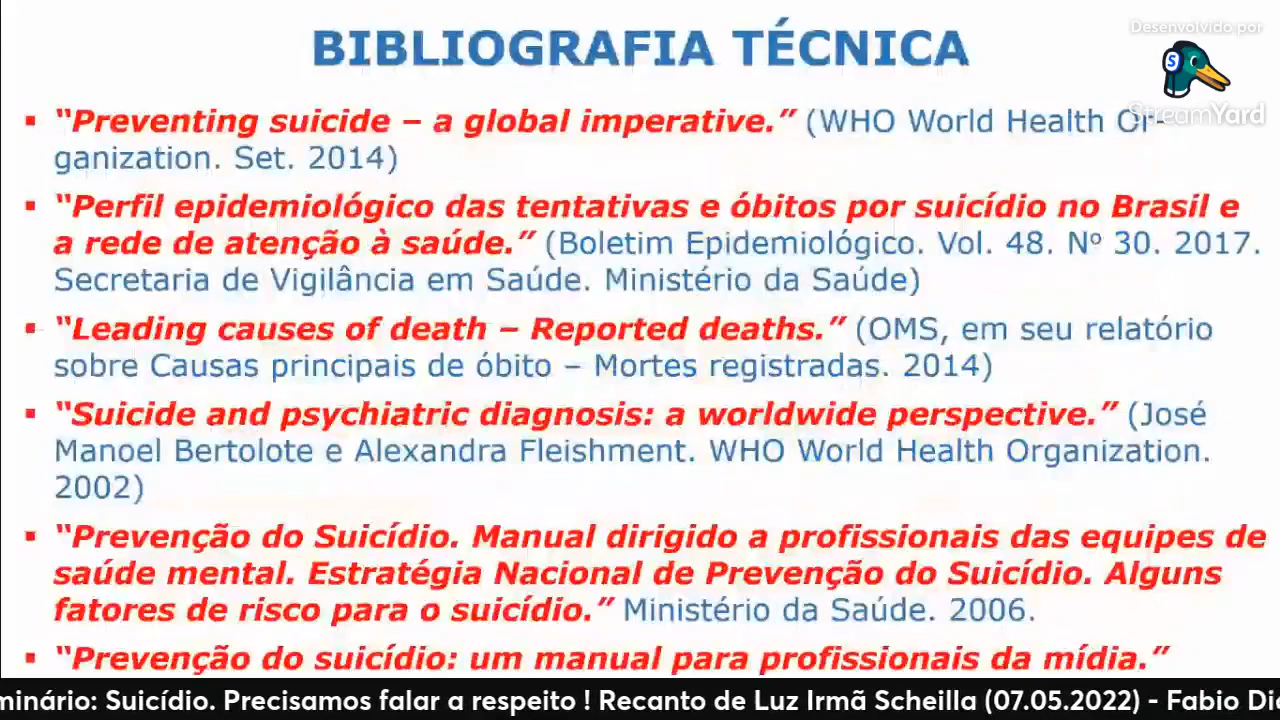 BIBLIOGRAFIA TÉCNICA
Desenvolvido por
S
StreamYard
▪ “Preventing suicide – a global imperative.” (WHO World Health Or-
ganization. Set. 2014)
▪ “Perfil epidemiológico das tentativas e óbitos por suicídio no Brasil e
a rede de atenção à saúde.” (Boletim Epidemiológico. Vol. 48. Nº 30. 2017.
Secretaria de Vigilância em Saúde. Ministério da Saúde)
▪ “Leading causes of death – Reported deaths.” (OMS, em seu relatório
sobre Causas principais de óbito – Mortes registradas. 2014)
▪ “Suicide and psychiatric diagnosis: a worldwide perspective.” (José
Manoel Bertolote e Alexandra Fleishment. WHO World Health Organization.
2002)
▪ “Prevenção do Suicídio. Manual dirigido a profissionais das equipes de
saúde mental. Estratégia Nacional de Prevenção do Suicídio. Alguns
fatores de risco para o suicídio.” Ministério da Saúde. 2006.
▪ “Prevenção do suicídio: um manual para profissionais da mídia.”
minário: Suicídio. Precisamos falar a respeito ! Recanto de Luz Irmã Scheilla (07.05.2022) - Fabio Di